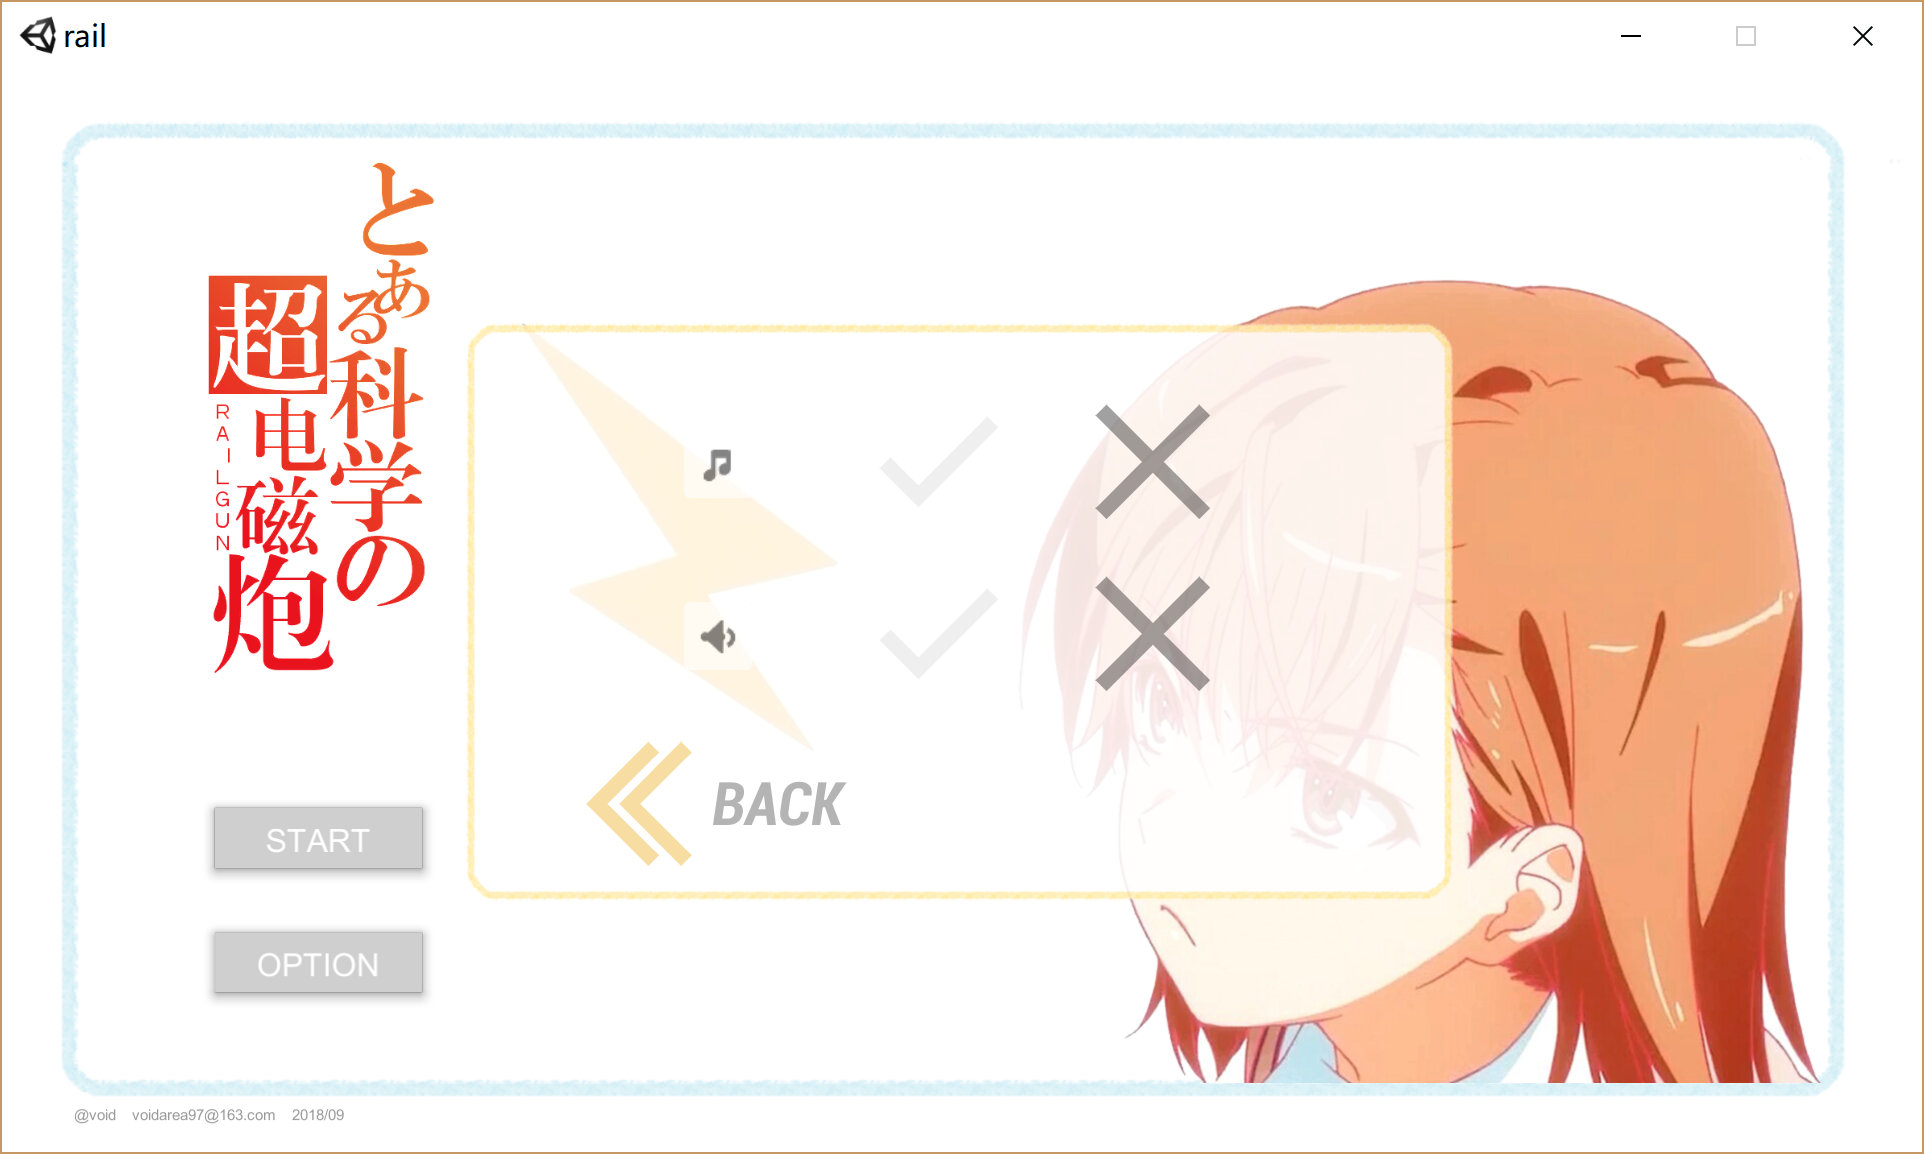 rail
とある科学の
超电磁炮
RAILGUN
BACK
START
OPTION
@void voidarea97@163.com 2018/09